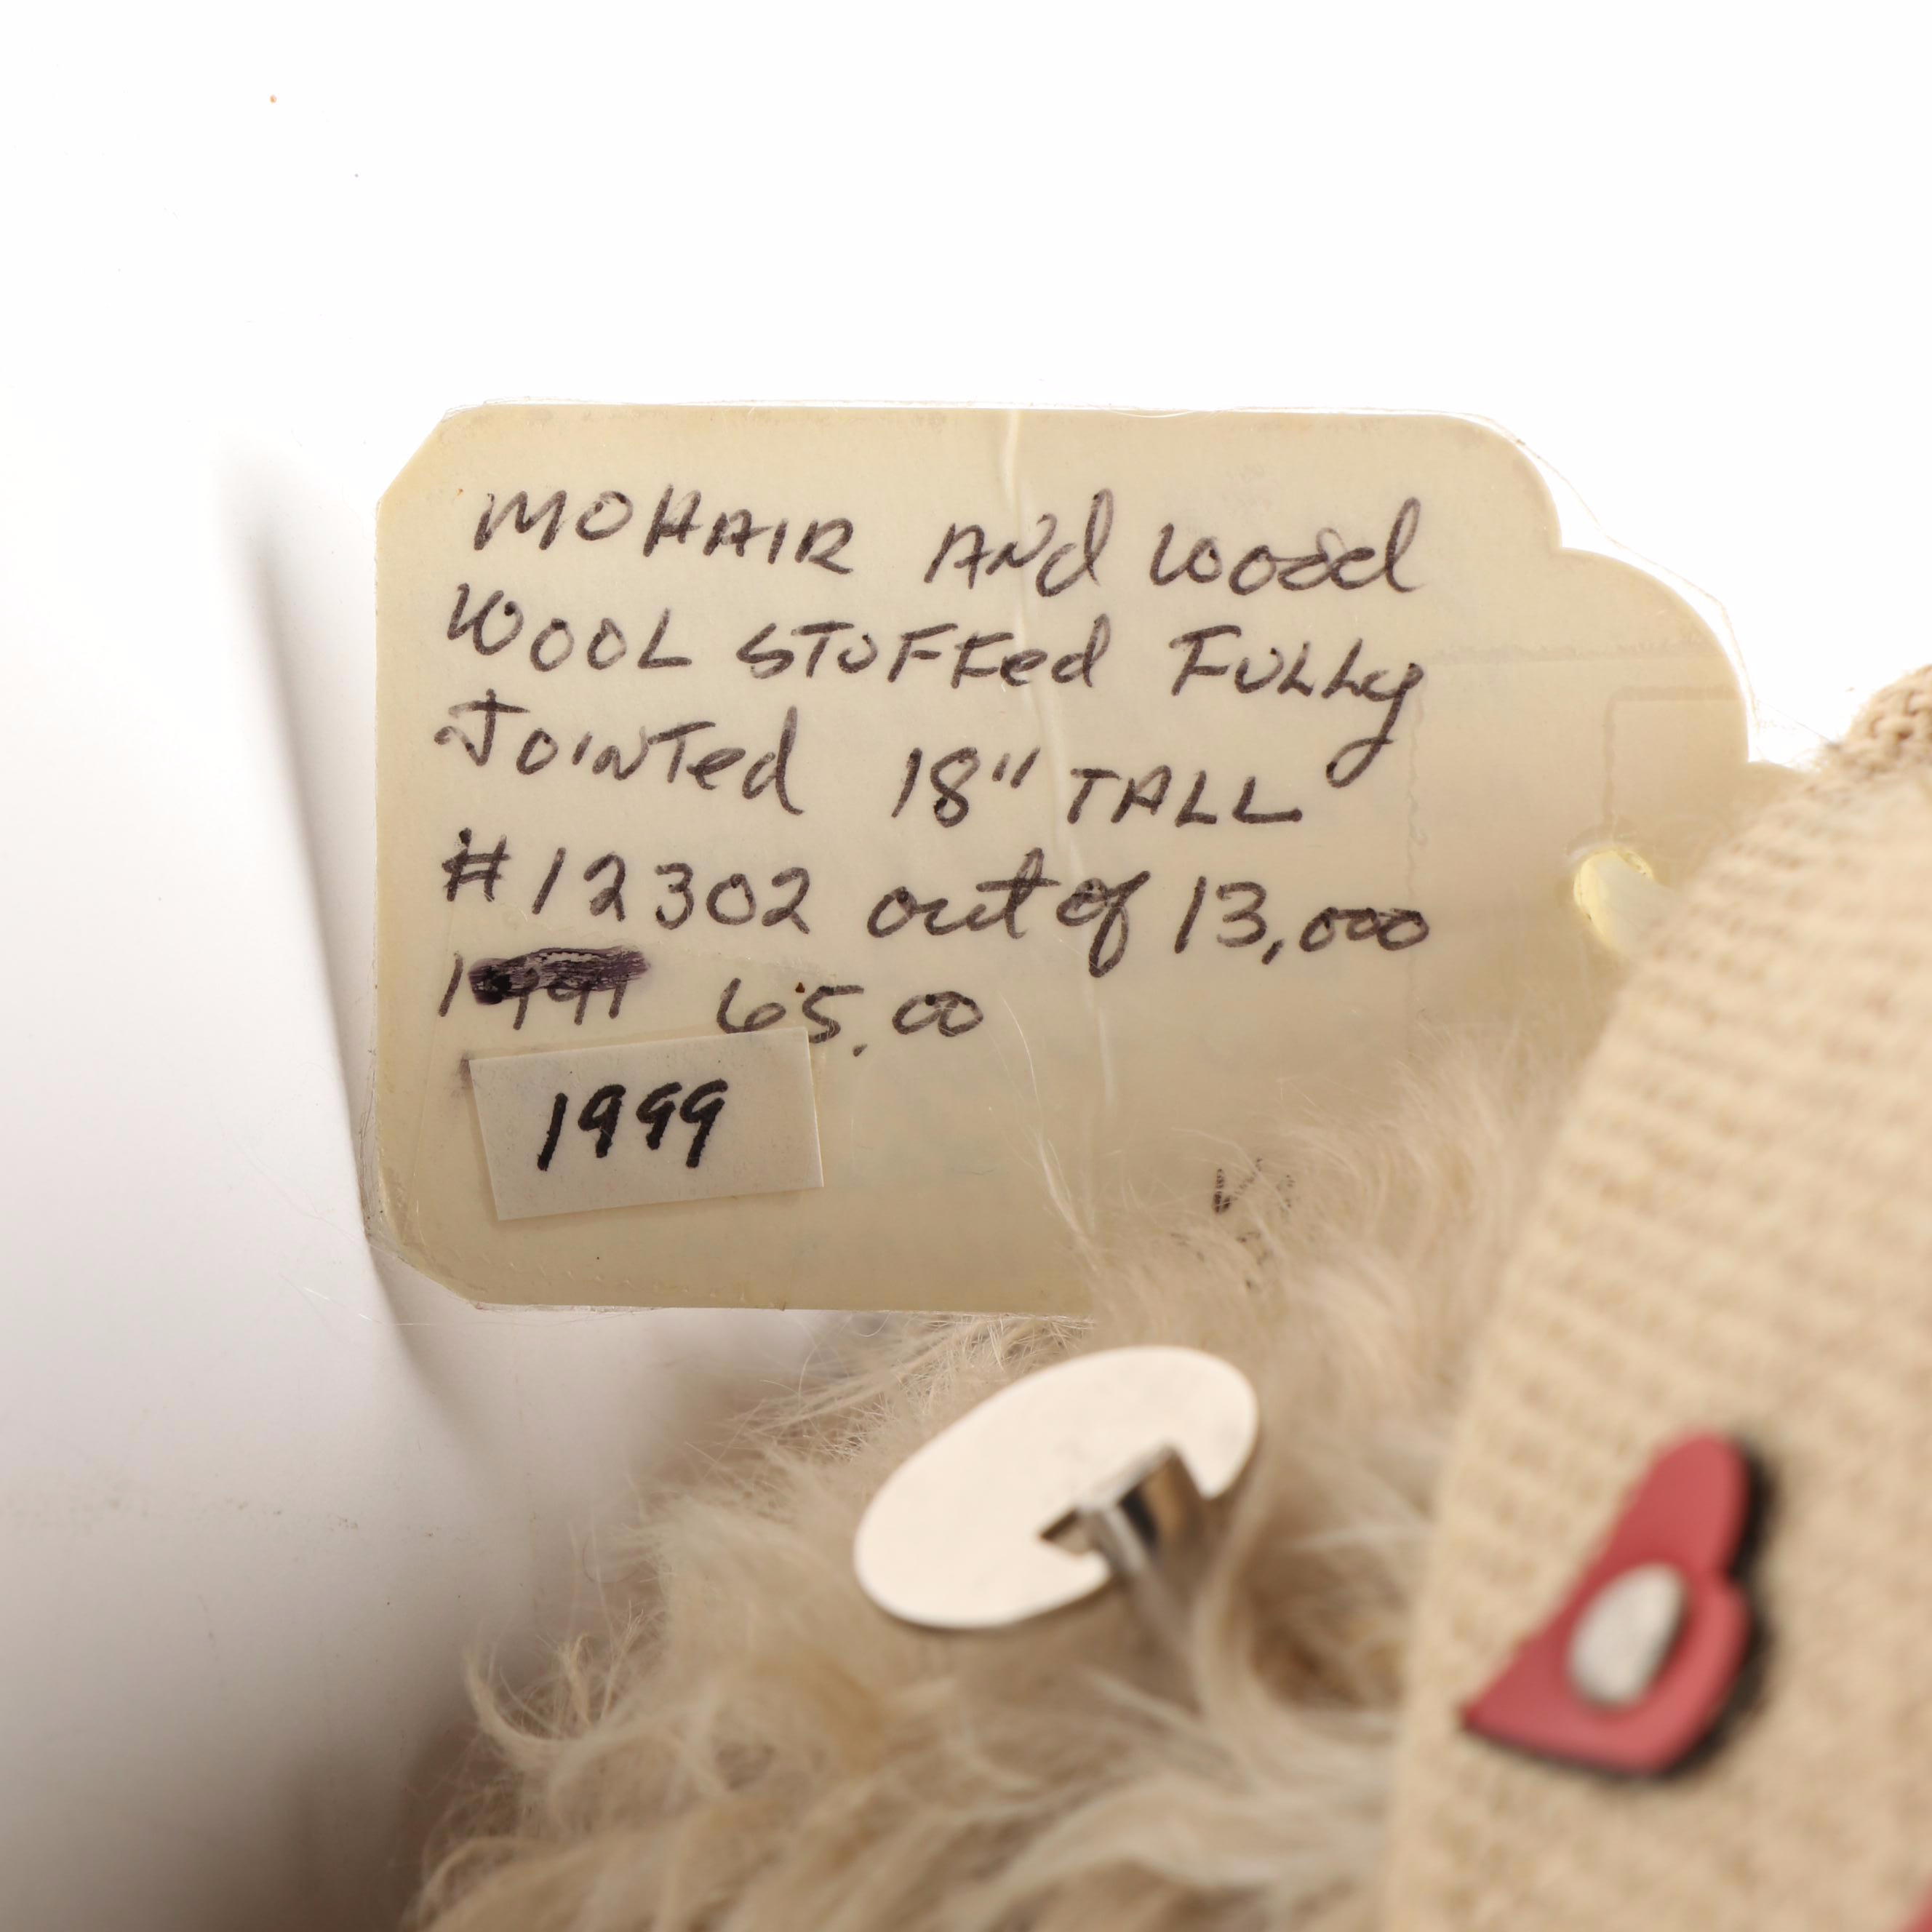 MOHAIR ANd Wood
WOOL STUFFed FULLy
JOINTed 18" TALL
#12302 out of 13,000
65.00
1999